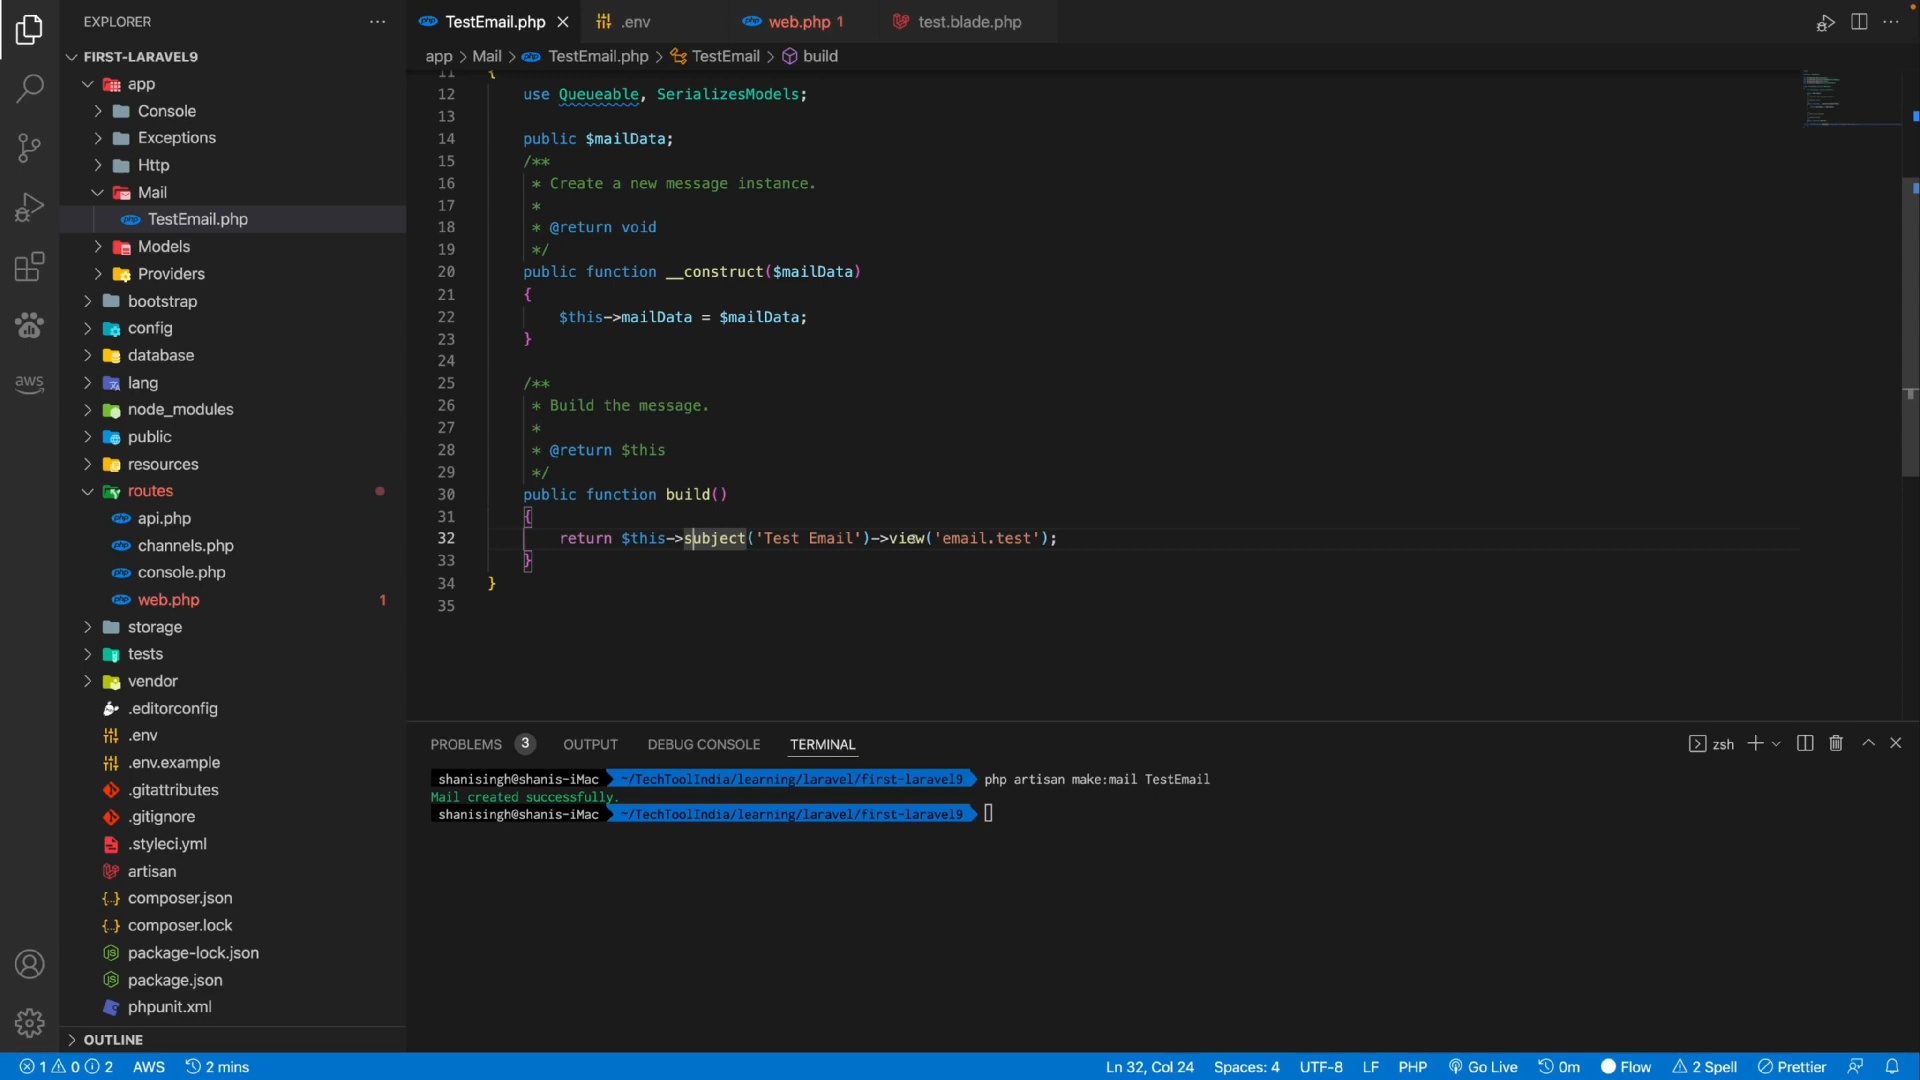 EXPLORER
FIRST-LARAVEL9
app
Console
Exceptions
Http
Mail
TestEmail.php
Models
Providers
bootstrap
config
database
lang
node_modules
public
resources
routes
api.php
channels.php
console.php
web.php 1
storage
tests
vendor
.editorconfig
.env
.env.example
.gitattributes
.gitignore
.styleci.yml
artisan
composer.json
composer.lock
package-lock.json
package.json
phpunit.xml
OUTLINE
aws
TestEmail.php .env web.php 1 test.blade.php
app > Mail > TestEmail.php > TestEmail > build
11 {
12 use Queueable, SerializesModels;
13
14 public $mailData;
15 /**
16 * Create a new message instance.
17 *
18 * @return void
19 */
20 public function __construct($mailData)
21 {
22 $this->mailData = $mailData;
23 }
24
25 /**
26 * Build the message.
27 *
28 * @return $this
29 */
30 public function build()
31 {
32 return $this->subject('Test Email')->view('email.test');
33 }
34 }
35
PROBLEMS 3 OUTPUT DEBUG CONSOLE TERMINAL zsh
shanisingh@shanis-iMac ~/TechToolIndia/learning/laravel/first-laravel9 php artisan make:mail TestEmail
Mail created successfully.
shanisingh@shanis-iMac ~/TechToolIndia/learning/laravel/first-laravel9
1 0 2 AWS 2 mins Ln 32, Col 24 Spaces: 4 UTF-8 LF PHP Go Live 0m Flow 2 Spell Prettier